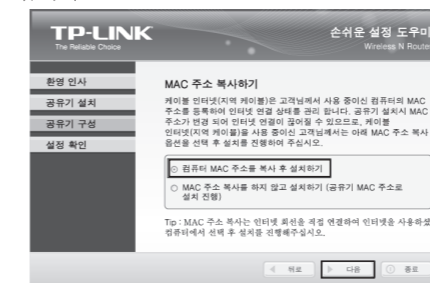 TP-LINK
The Reliable Choice
손쉬운 설정 도우미
Wireless N Route
환영 인사
공유기 설치
공유기 구성
설정 확인
MAC 주소 복사하기
케이블 인터넷(지역 케이블)은 고객님께서 사용 중이신 컴퓨터의 MAC
주소를 등록하여 인터넷 연결 상태를 관리 합니다. 공유기 설치시 MAC
주소가 변경 되어 인터넷 연결이 끊어질 수 있으므로, 케이블
인터넷(지역 케이블)을 사용 중이신 고객님께서는 아래 MAC 주소 복사
옵션을 선택 후 설치를 진행하여 주십시오.
컴퓨터 MAC 주소를 복사 후 설치하기
MAC 주소 복사를 하지 않고 설치하기 (공유기 MAC 주소로
설치 진행)
Tip : MAC 주소 복사는 인터넷 회선을 직접 연결하여 인터넷을 사용하셨
컴퓨터에서 선택 후 설치를 진행해주십시오.
뒤로
다음
종료